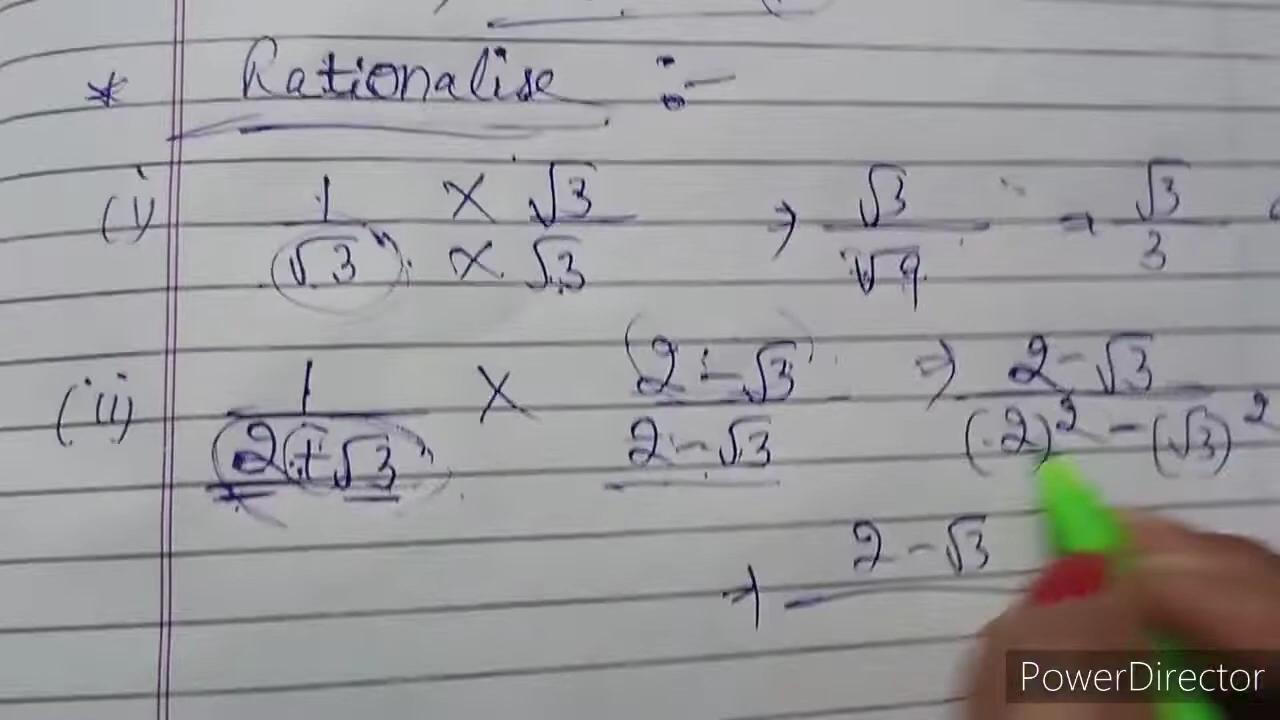 * Rationalise :-
(i) 1/√3 × √3/√3 ⇒ √3/√9 ⇒ √3/3
(ii) 1/(2+√3) × (2-√3)/(2-√3) ⇒ (2-√3)/((2)² - (√3)²)
⇒ 2-√3
PowerDirector